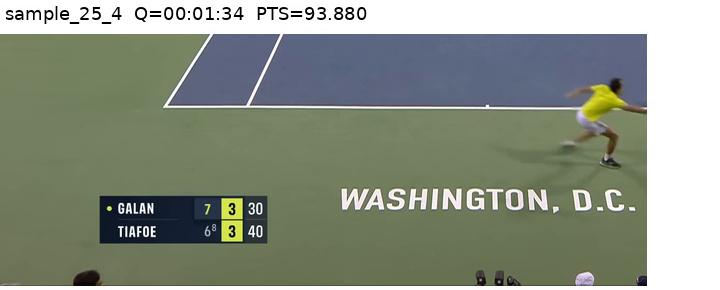 sample_25_4 Q=00:01:34 PTS=93.880
WASHINGTON, D.C.
GALAN 7 3 30
TIAFOE 6⁸ 3 40